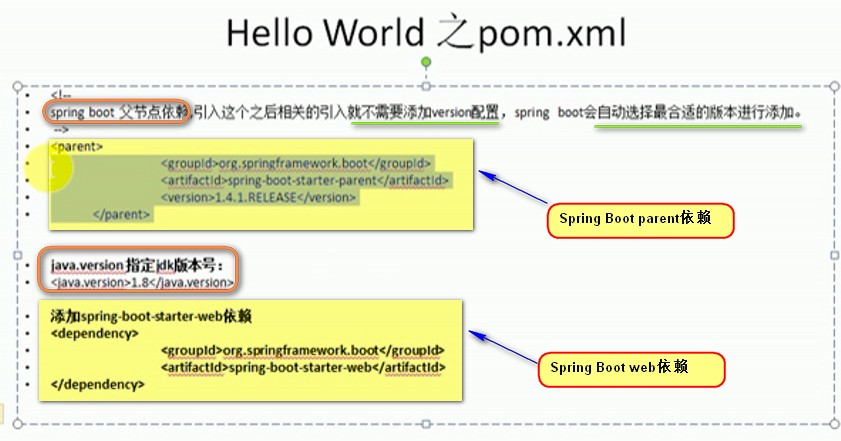 Hello World 之pom.xml
<!--
spring boot 父节点依赖,引入这个之后相关的引入就不需要添加version配置，spring boot会自动选择最合适的版本进行添加。
-->
<parent>
<groupId>org.springframework.boot</groupId>
<artifactId>spring-boot-starter-parent</artifactId>
<version>1.4.1.RELEASE</version>
</parent>
Spring Boot parent依赖
java.version 指定jdk版本号：
<java.version>1.8</java.version>
添加spring-boot-starter-web依赖
<dependency>
<groupId>org.springframework.boot</groupId>
<artifactId>spring-boot-starter-web</artifactId>
</dependency>
Spring Boot web依赖